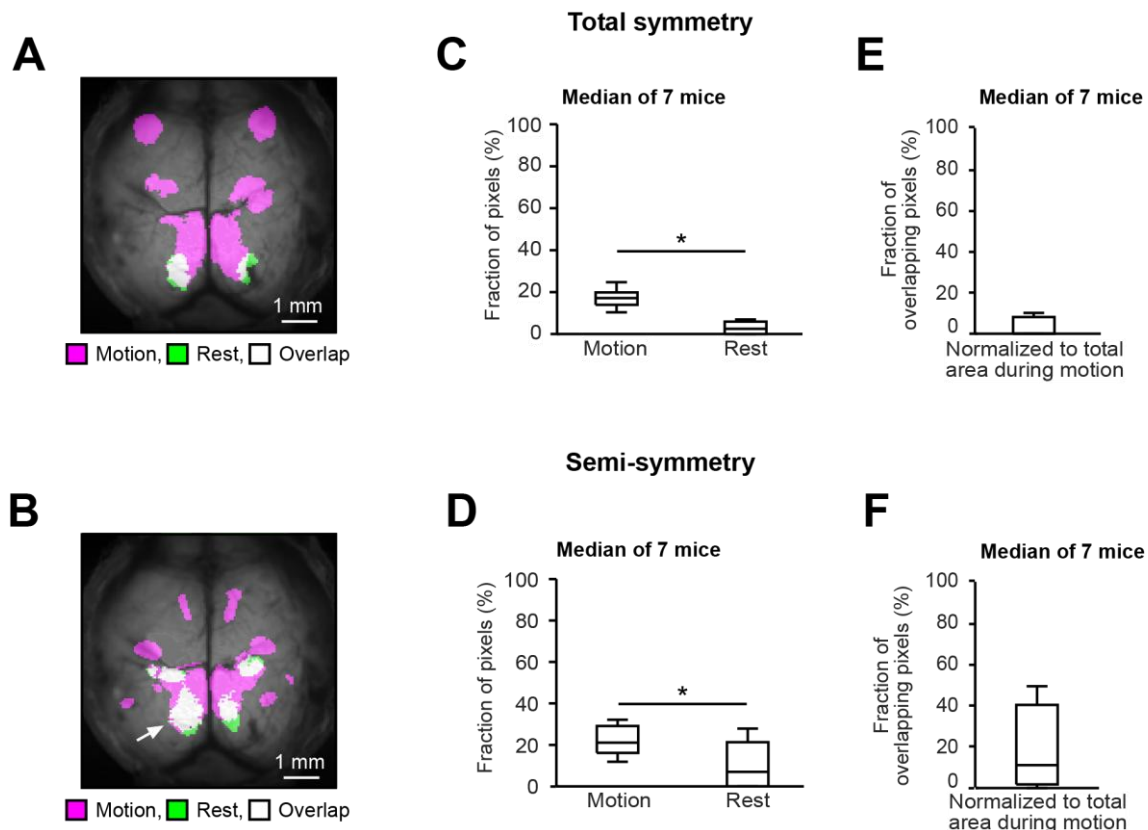 Total symmetry
A
1 mm
Motion, Rest, Overlap
C
Median of 7 mice
Fraction of pixels (%)
100
80
60
40
20
0
*
Motion Rest
E
Median of 7 mice
Fraction of
overlapping pixels (%)
100
80
60
40
20
0
Normalized to total
area during motion
Semi-symmetry
B
1 mm
Motion, Rest, Overlap
D
Median of 7 mice
Fraction of pixels (%)
100
80
60
40
20
0
*
Motion Rest
F
Median of 7 mice
Fraction of
overlapping pixels (%)
100
80
60
40
20
0
Normalized to total
area during motion